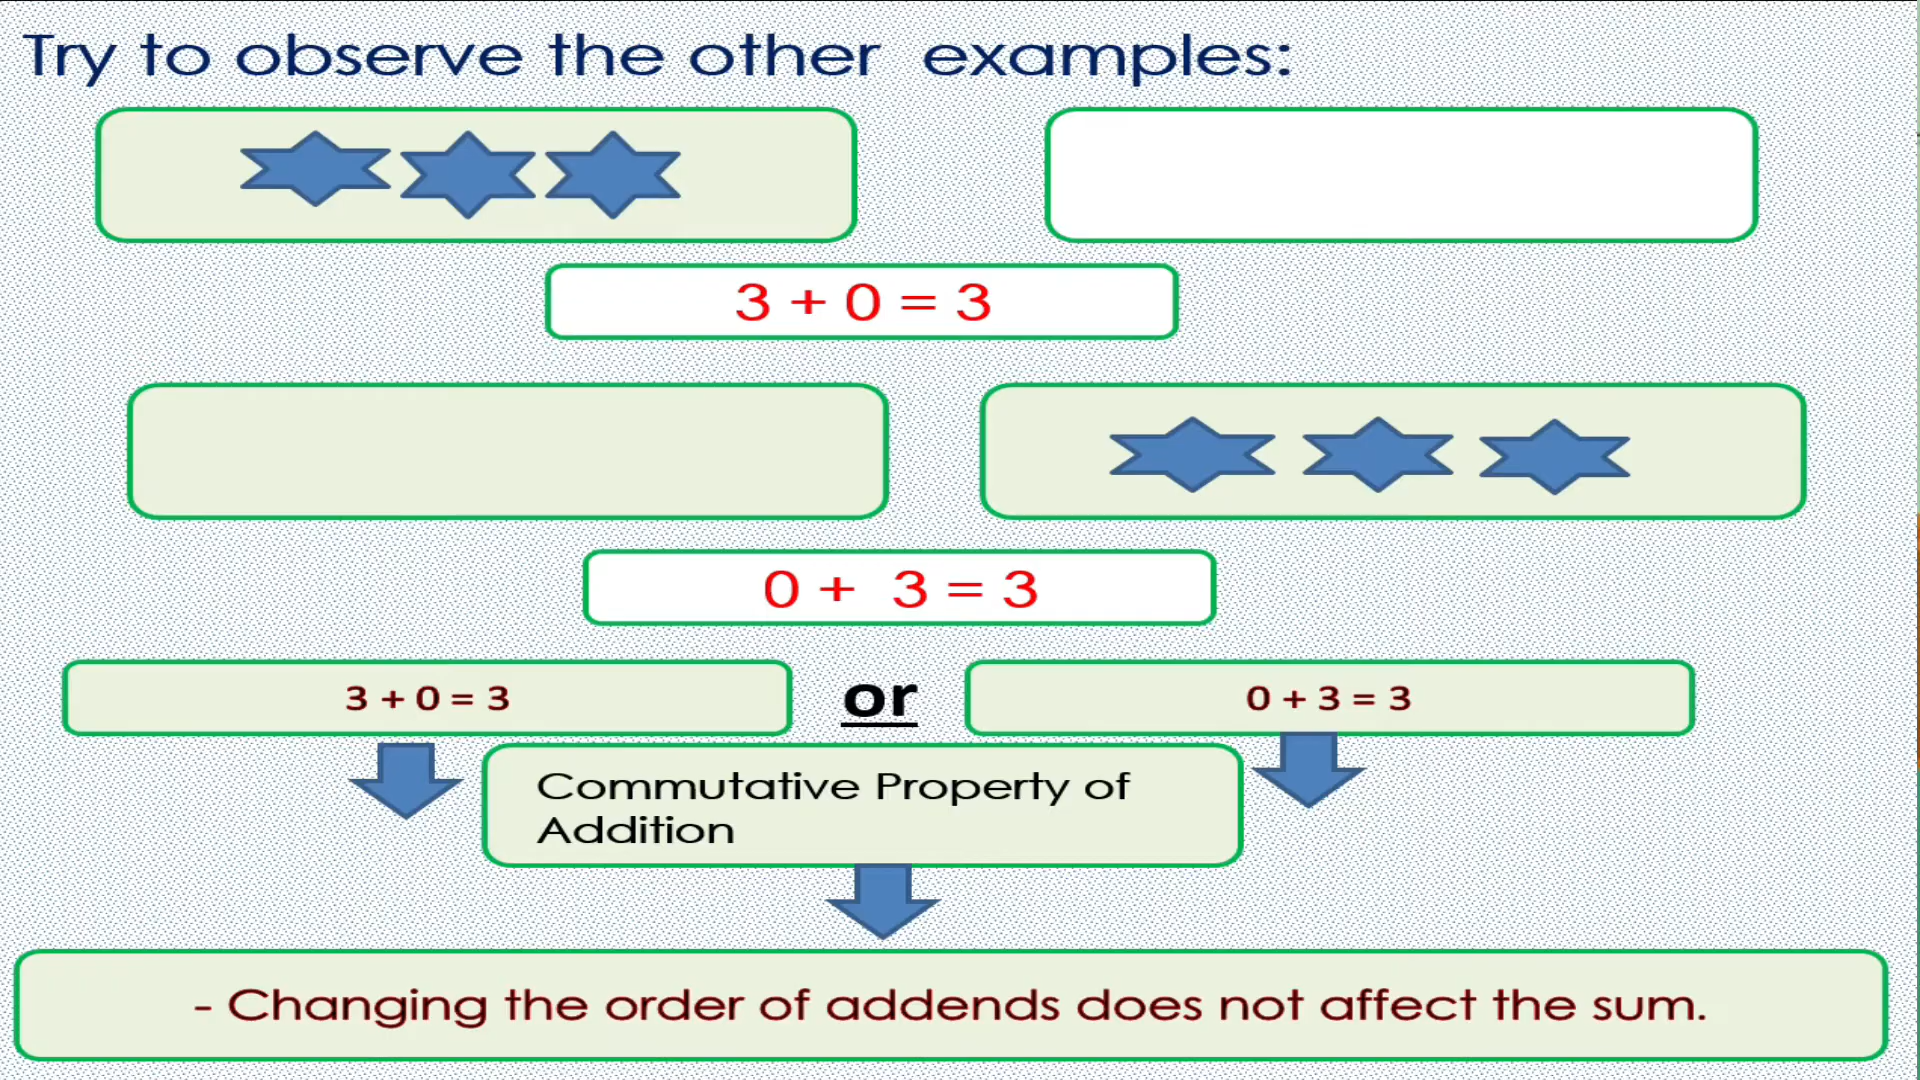 Try to observe the other examples:
3 + 0 = 3
0 + 3 = 3
3 + 0 = 3
or
0 + 3 = 3
Commutative Property of
Addition
- Changing the order of addends does not affect the sum.